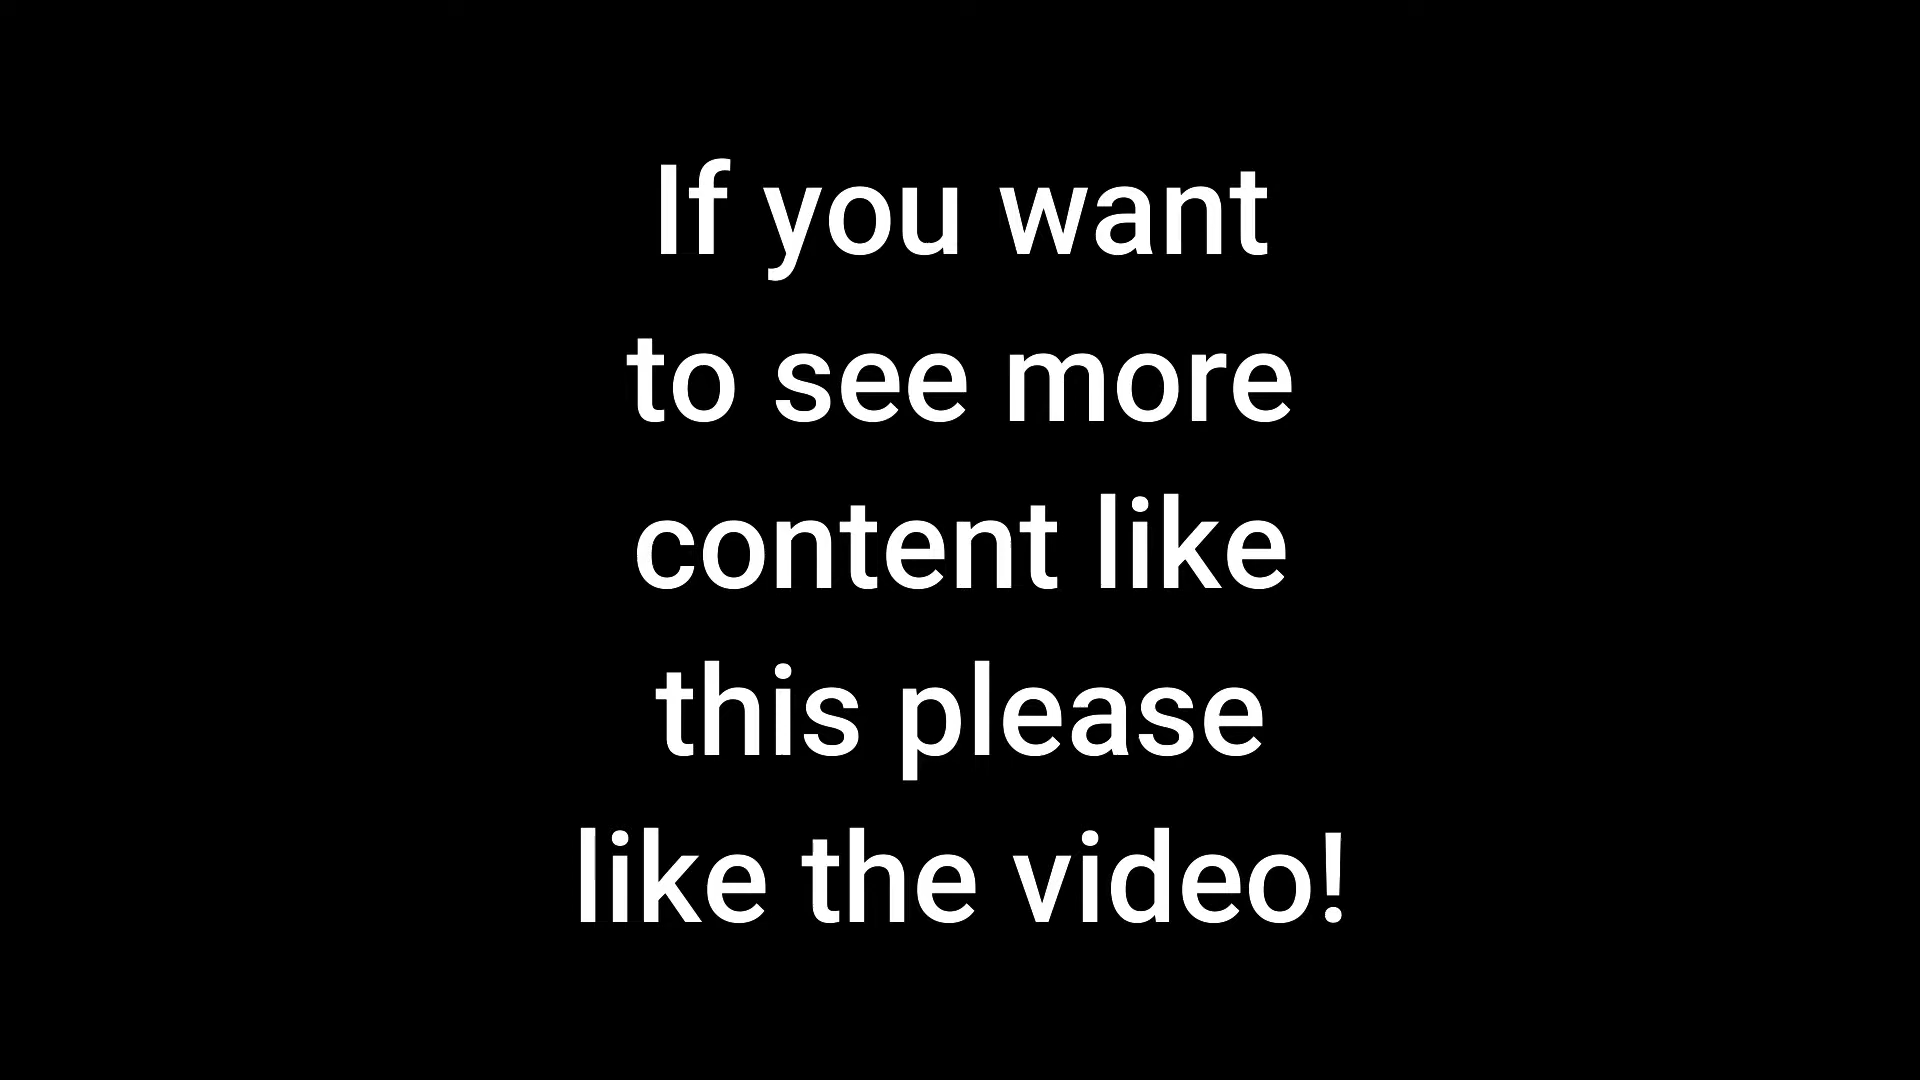 If you want
to see more
content like
this please
like the video!